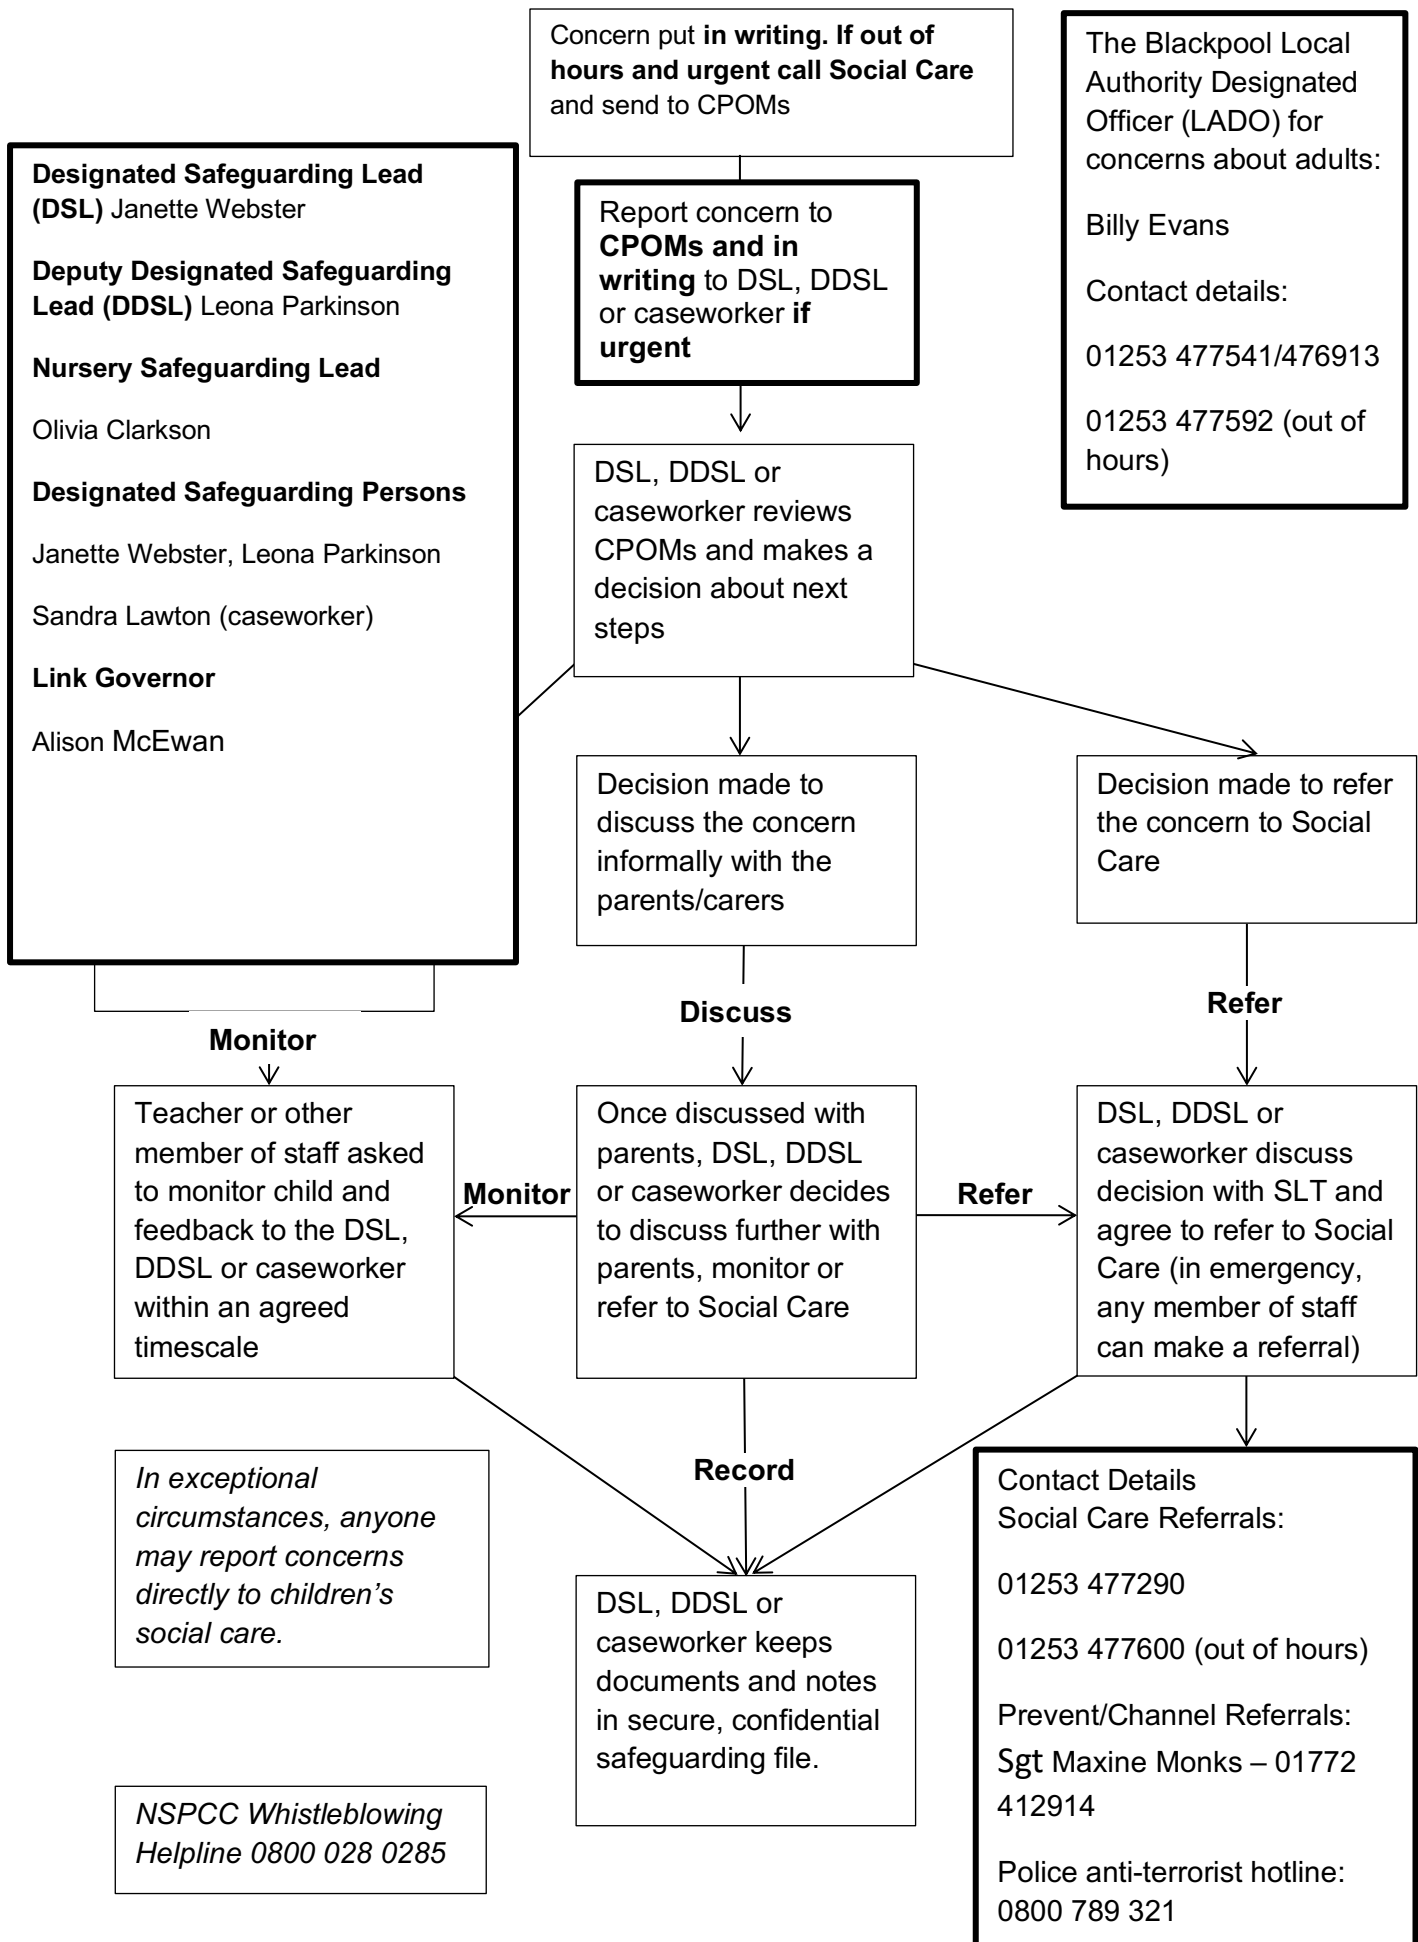 Concern put in writing. If out of
hours and urgent call Social Care
and send to CPOMs
The Blackpool Local
Authority Designated
Officer (LADO) for
concerns about adults:
Billy Evans
Contact details:
01253 477541/476913
01253 477592 (out of
hours)
Designated Safeguarding Lead
(DSL) Janette Webster
Deputy Designated Safeguarding
Lead (DDSL) Leona Parkinson
Nursery Safeguarding Lead
Olivia Clarkson
Designated Safeguarding Persons
Janette Webster, Leona Parkinson
Sandra Lawton (caseworker)
Link Governor
Alison McEwan
Report concern to
CPOMs and in
writing to DSL, DDSL
or caseworker if
urgent
DSL, DDSL or
caseworker reviews
CPOMs and makes a
decision about next
steps
Decision made to
discuss the concern
informally with the
parents/carers
Decision made to refer
the concern to Social
Care
Monitor
Discuss
Refer
Teacher or other
member of staff asked
to monitor child and
feedback to the DSL,
DDSL or caseworker
within an agreed
timescale
Monitor
Once discussed with
parents, DSL, DDSL
or caseworker decides
to discuss further with
parents, monitor or
refer to Social Care
Refer
DSL, DDSL or
caseworker discuss
decision with SLT and
agree to refer to Social
Care (in emergency,
any member of staff
can make a referral)
In exceptional
circumstances, anyone
may report concerns
directly to children’s
social care.
Record
DSL, DDSL or
caseworker keeps
documents and notes
in secure, confidential
safeguarding file.
Contact Details
Social Care Referrals:
01253 477290
01253 477600 (out of hours)
Prevent/Channel Referrals:
Sgt Maxine Monks – 01772
412914
Police anti-terrorist hotline:
0800 789 321
NSPCC Whistleblowing
Helpline 0800 028 0285